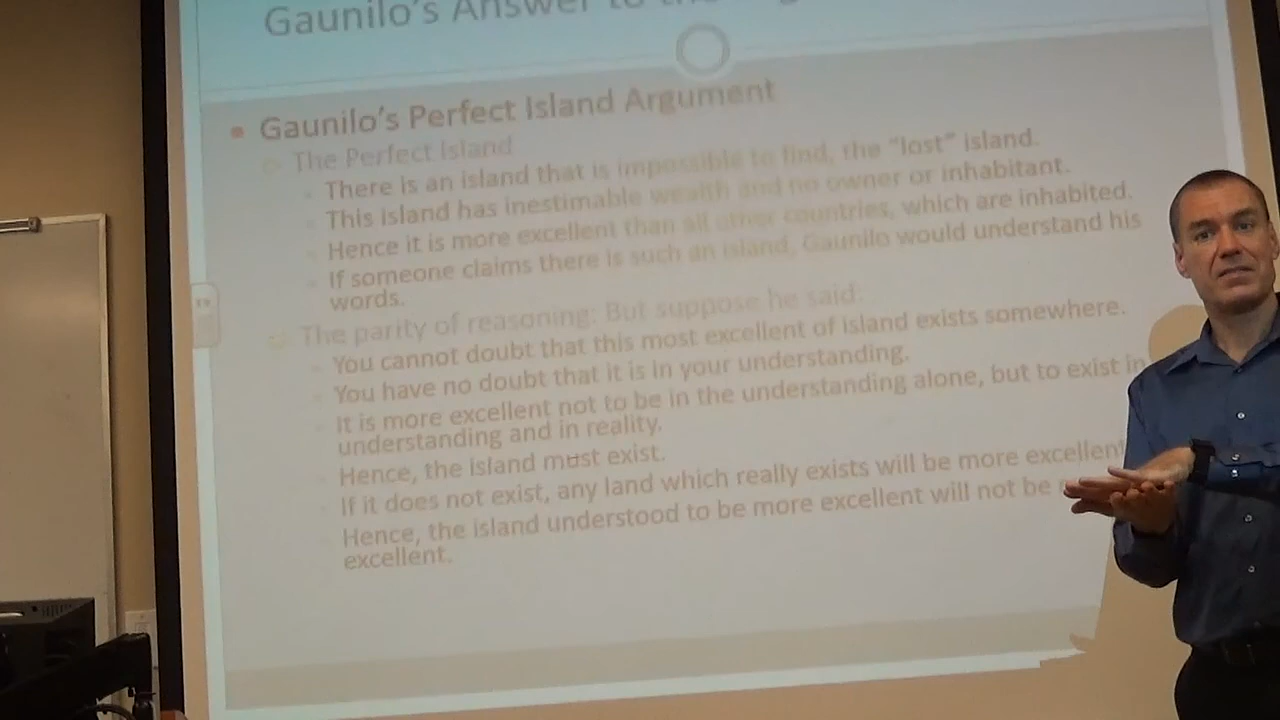 Gaunilo's Answer to the
Gaunilo's Perfect Island Argument
The Perfect Island
There is an island that is impossible to find, the "lost" island.
This island has inestimable wealth and no owner or inhabitant.
Hence it is more excellent than all other countries, which are inhabited.
If someone claims there is such an island, Gaunilo would understand his
words.
The parity of reasoning: But suppose he said:
You cannot doubt that this most excellent of island exists somewhere.
You have no doubt that it is in your understanding.
It is more excellent not to be in the understanding alone, but to exist in
understanding and in reality.
Hence, the island must exist.
If it does not exist, any land which really exists will be more excellent
Hence, the island understood to be more excellent will not be
excellent.